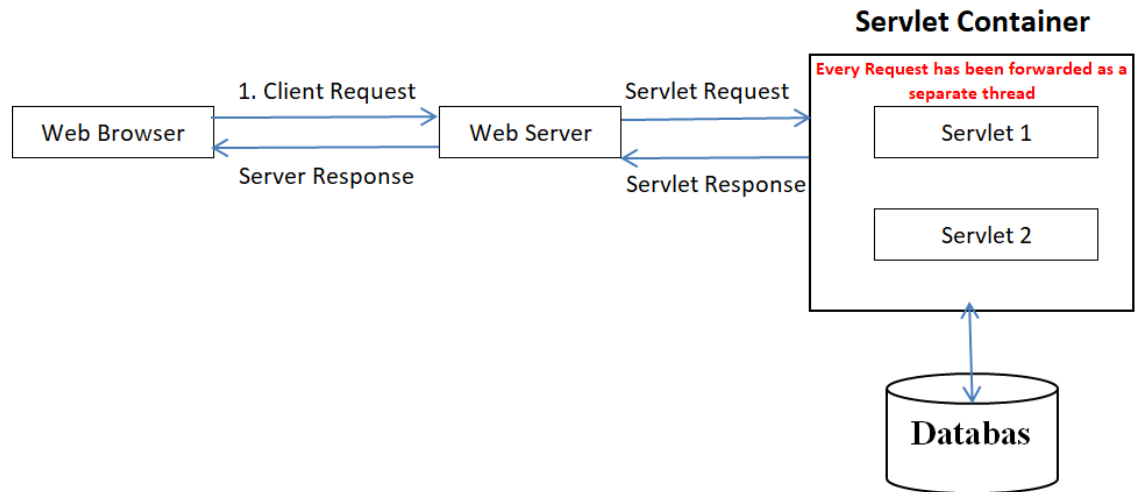 Servlet Container
Every Request has been forwarded as a
separate thread
1. Client Request
Servlet Request
Web Browser
Web Server
Servlet 1
Server Response
Servlet Response
Servlet 2
Databas